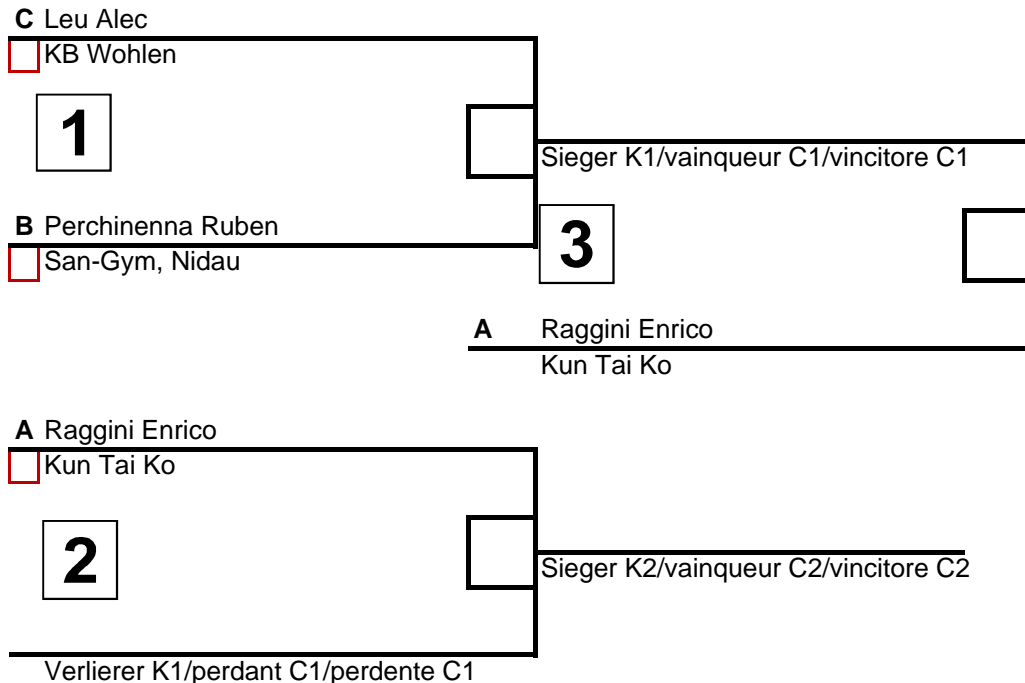 C Leu Alec
KB Wohlen
1
Sieger K1/vainqueur C1/vincitore C1
B Perchinenna Ruben
San-Gym, Nidau
3
A Raggini Enrico
Kun Tai Ko
A Raggini Enrico
Kun Tai Ko
2
Sieger K2/vainqueur C2/vincitore C2
Verlierer K1/perdant C1/perdente C1